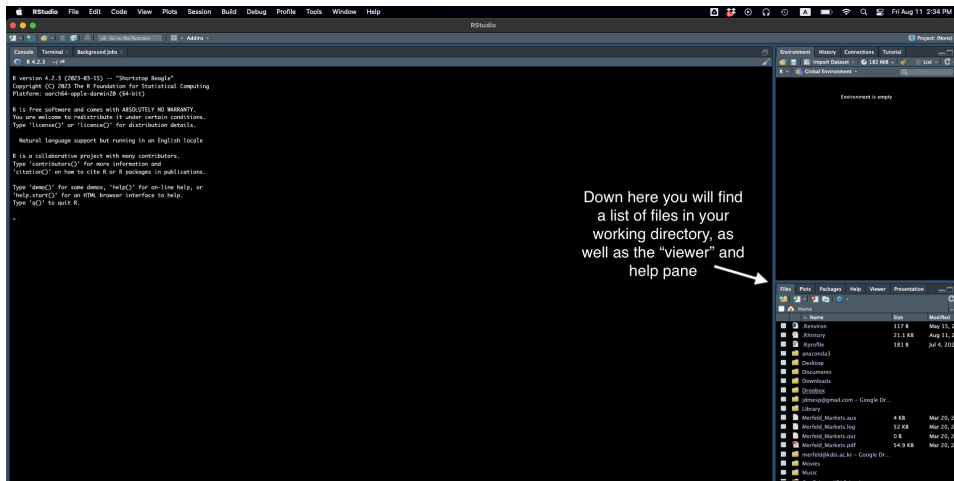 RStudio File Edit Code View Plots Session Build Debug Profile Tools Window Help
A
Fri Aug 11 2:34 PM
RStudio
Go to file/function
Addins
Project: (None)
Console Terminal Background Jobs
R 4.2.3 · ~/
R version 4.2.3 (2023-03-15) -- "Shortstop Beagle"
Copyright (C) 2023 The R Foundation for Statistical Computing
Platform: aarch64-apple-darwin20 (64-bit)
R is free software and comes with ABSOLUTELY NO WARRANTY.
You are welcome to redistribute it under certain conditions.
Type 'license()' or 'licence()' for distribution details.
Natural language support but running in an English locale
R is a collaborative project with many contributors.
Type 'contributors()' for more information and
'citation()' on how to cite R or R packages in publications.
Type 'demo()' for some demos, 'help()' for on-line help, or
'help.start()' for an HTML browser interface to help.
Type 'q()' to quit R.
>
Down here you will find
a list of files in your
working directory, as
well as the “viewer” and
help pane
Environment History Connections Tutorial
Import Dataset 182 MiB List
R Global Environment
Environment is empty
Files Plots Packages Help Viewer Presentation
Home
Name Size Modified
.Renviron 117 B May 15, 2
.Rhistory 21.1 KB Aug 11, 2
.Rprofile 181 B Jul 4, 202
anaconda3
Desktop
Documents
Downloads
Dropbox
jdmesp@gmail.com - Google Dr...
Library
Merfeld_Markets.aux 4 KB Mar 20, 2
Merfeld_Markets.log 52 KB Mar 20, 2
Merfeld_Markets.out 0 B Mar 20, 2
Merfeld_Markets.pdf 54.9 KB Mar 20, 2
merfeld@kdis.ac.kr - Google Dr...
Movies
Music